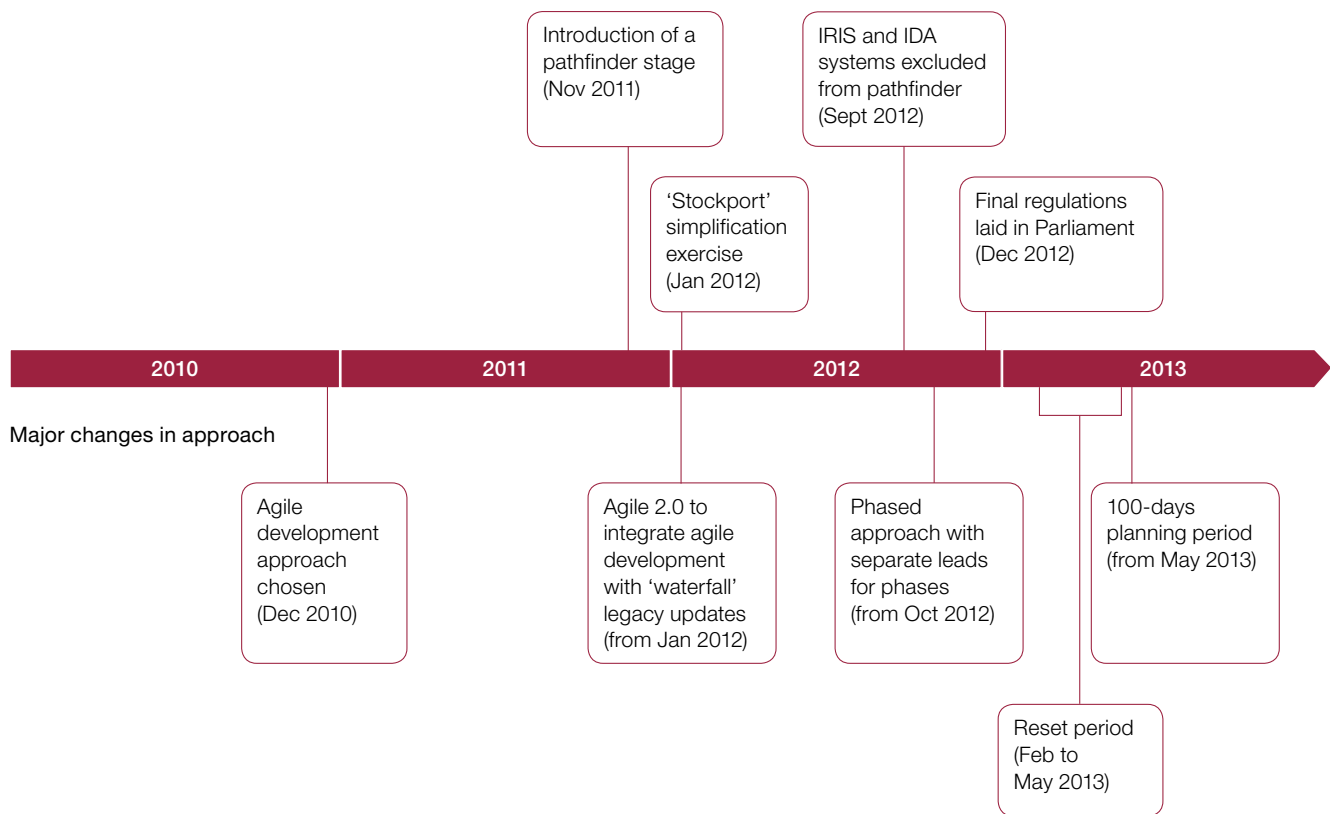 Introduction of a
pathfinder stage
(Nov 2011)
IRIS and IDA
systems excluded
from pathfinder
(Sept 2012)
‘Stockport’
simplification
exercise
(Jan 2012)
Final regulations
laid in Parliament
(Dec 2012)
2010
2011
2012
2013
Major changes in approach
Agile
development
approach
chosen
(Dec 2010)
Agile 2.0 to
integrate agile
development
with ‘waterfall’
legacy updates
(from Jan 2012)
Phased
approach with
separate leads
for phases
(from Oct 2012)
100-days
planning period
(from May 2013)
Reset period
(Feb to
May 2013)